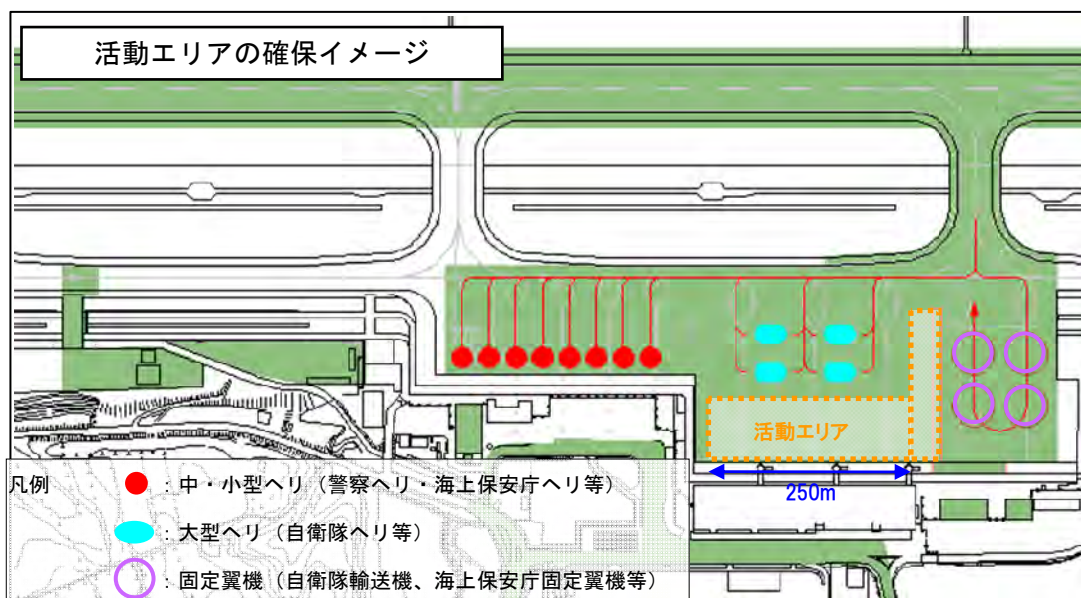 活動エリアの確保イメージ
活動エリア
250m
凡例
：中・小型ヘリ（警察ヘリ・海上保安庁ヘリ等）
：大型ヘリ（自衛隊ヘリ等）
：固定翼機（自衛隊輸送機、海上保安庁固定翼機等）